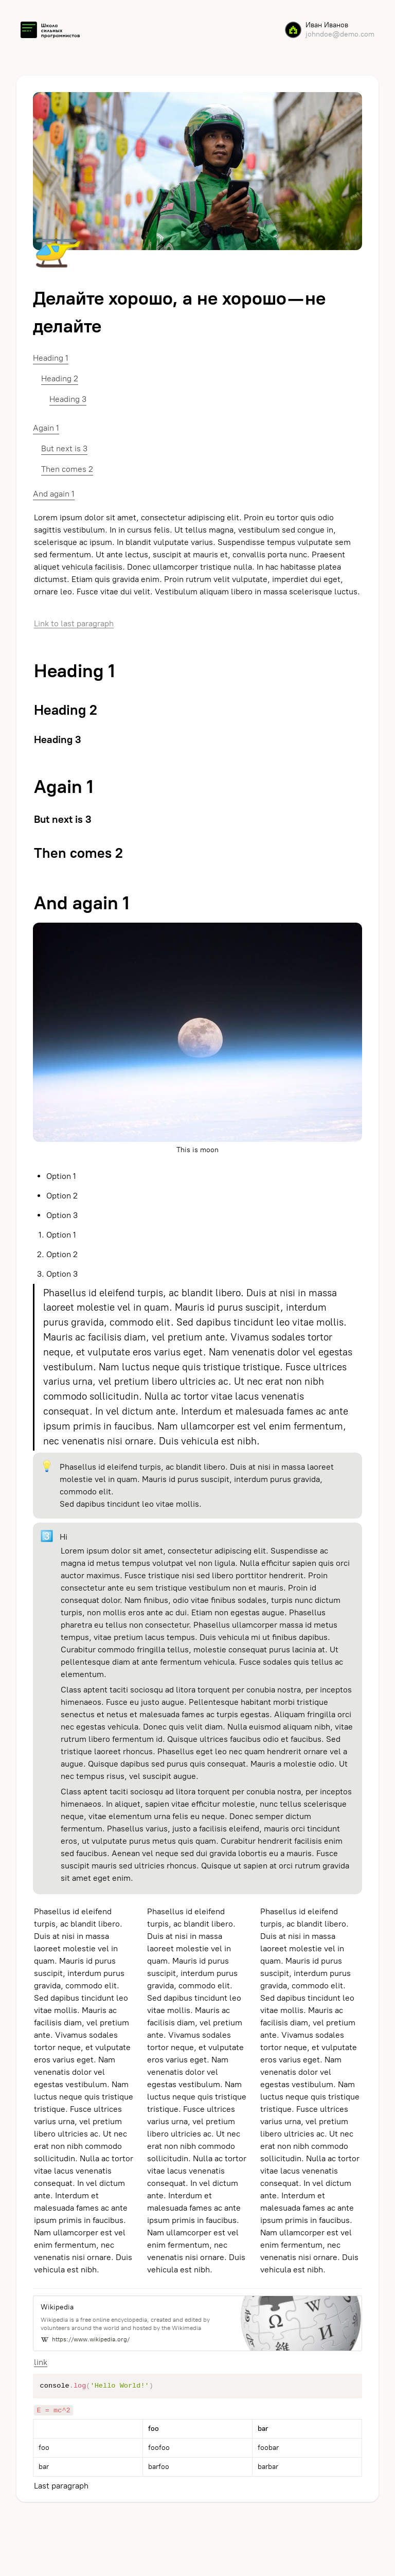 Школа
сильных
программистов
Иван Иванов
johndoe@demo.com
Делайте хорошо, а не хорошо — не
делайте
Heading 1
Heading 2
Heading 3
Again 1
But next is 3
Then comes 2
And again 1
Lorem ipsum dolor sit amet, consectetur adipiscing elit. Proin eu tortor quis odio
sagittis vestibulum. In in cursus felis. Ut tellus magna, vestibulum sed congue in,
scelerisque ac ipsum. In blandit vulputate varius. Suspendisse tempus vulputate sem
sed fermentum. Ut ante lectus, suscipit at mauris et, convallis porta nunc. Praesent
aliquet vehicula facilisis. Donec ullamcorper tristique nulla. In hac habitasse platea
dictumst. Etiam quis gravida enim. Proin rutrum velit vulputate, imperdiet dui eget,
ornare leo. Fusce vitae dui velit. Vestibulum aliquam libero in massa scelerisque luctus.
Link to last paragraph
Heading 1
Heading 2
Heading 3
Again 1
But next is 3
Then comes 2
And again 1
This is moon
• Option 1
• Option 2
• Option 3
1. Option 1
2. Option 2
3. Option 3
Phasellus id eleifend turpis, ac blandit libero. Duis at nisi in massa
laoreet molestie vel in quam. Mauris id purus suscipit, interdum
purus gravida, commodo elit. Sed dapibus tincidunt leo vitae mollis.
Mauris ac facilisis diam, vel pretium ante. Vivamus sodales tortor
neque, et vulputate eros varius eget. Nam venenatis dolor vel egestas
vestibulum. Nam luctus neque quis tristique tristique. Fusce ultrices
varius urna, vel pretium libero ultricies ac. Ut nec erat non nibh
commodo sollicitudin. Nulla ac tortor vitae lacus venenatis
consequat. In vel dictum ante. Interdum et malesuada fames ac ante
ipsum primis in faucibus. Nam ullamcorper est vel enim fermentum,
nec venenatis nisi ornare. Duis vehicula est nibh.
Phasellus id eleifend turpis, ac blandit libero. Duis at nisi in massa laoreet
molestie vel in quam. Mauris id purus suscipit, interdum purus gravida,
commodo elit.
Sed dapibus tincidunt leo vitae mollis.
Hi
Lorem ipsum dolor sit amet, consectetur adipiscing elit. Suspendisse ac
magna id metus tempus volutpat vel non ligula. Nulla efficitur sapien quis orci
auctor maximus. Fusce tristique nisi sed libero porttitor hendrerit. Proin
consectetur ante eu sem tristique vestibulum non et mauris. Proin id
consequat dolor. Nam finibus, odio vitae finibus sodales, turpis nunc dictum
turpis, non mollis eros ante ac dui. Etiam non egestas augue. Phasellus
pharetra eu tellus non consectetur. Phasellus ullamcorper massa id metus
tempus, vitae pretium lacus tempus. Duis vehicula mi ut finibus dapibus.
Curabitur commodo fringilla tellus, molestie consequat purus lacinia at. Ut
pellentesque diam at ante fermentum vehicula. Fusce sodales quis tellus ac
elementum.
Class aptent taciti sociosqu ad litora torquent per conubia nostra, per inceptos
himenaeos. Fusce eu justo augue. Pellentesque habitant morbi tristique
senectus et netus et malesuada fames ac turpis egestas. Aliquam fringilla orci
nec egestas vehicula. Donec quis velit diam. Nulla euismod aliquam nibh, vitae
rutrum libero fermentum id. Quisque ultrices faucibus odio et faucibus. Sed
tristique laoreet rhoncus. Phasellus eget leo nec quam hendrerit ornare vel a
augue. Quisque dapibus sed purus quis consequat. Mauris a molestie odio. Ut
nec tempus risus, vel suscipit augue.
Class aptent taciti sociosqu ad litora torquent per conubia nostra, per inceptos
himenaeos. In aliquet, sapien vitae efficitur molestie, nunc tellus scelerisque
neque, vitae elementum urna felis eu neque. Donec semper dictum
fermentum. Phasellus varius, justo a facilisis eleifend, mauris orci tincidunt
eros, ut vulputate purus metus quis quam. Curabitur hendrerit facilisis enim
sed faucibus. Aenean vel neque sed dui gravida lobortis eu a mauris. Fusce
suscipit mauris sed ultricies rhoncus. Quisque ut sapien at orci rutrum gravida
sit amet eget enim.
Phasellus id eleifend
turpis, ac blandit libero.
Duis at nisi in massa
laoreet molestie vel in
quam. Mauris id purus
suscipit, interdum purus
gravida, commodo elit.
Sed dapibus tincidunt leo
vitae mollis. Mauris ac
facilisis diam, vel pretium
ante. Vivamus sodales
tortor neque, et vulputate
eros varius eget. Nam
venenatis dolor vel
egestas vestibulum. Nam
luctus neque quis tristique
tristique. Fusce ultrices
varius urna, vel pretium
libero ultricies ac. Ut nec
erat non nibh commodo
sollicitudin. Nulla ac tortor
vitae lacus venenatis
consequat. In vel dictum
ante. Interdum et
malesuada fames ac ante
ipsum primis in faucibus.
Nam ullamcorper est vel
enim fermentum, nec
venenatis nisi ornare. Duis
vehicula est nibh.
Phasellus id eleifend
turpis, ac blandit libero.
Duis at nisi in massa
laoreet molestie vel in
quam. Mauris id purus
suscipit, interdum purus
gravida, commodo elit.
Sed dapibus tincidunt leo
vitae mollis. Mauris ac
facilisis diam, vel pretium
ante. Vivamus sodales
tortor neque, et vulputate
eros varius eget. Nam
venenatis dolor vel
egestas vestibulum. Nam
luctus neque quis tristique
tristique. Fusce ultrices
varius urna, vel pretium
libero ultricies ac. Ut nec
erat non nibh commodo
sollicitudin. Nulla ac tortor
vitae lacus venenatis
consequat. In vel dictum
ante. Interdum et
malesuada fames ac ante
ipsum primis in faucibus.
Nam ullamcorper est vel
enim fermentum, nec
venenatis nisi ornare. Duis
vehicula est nibh.
Phasellus id eleifend
turpis, ac blandit libero.
Duis at nisi in massa
laoreet molestie vel in
quam. Mauris id purus
suscipit, interdum purus
gravida, commodo elit.
Sed dapibus tincidunt leo
vitae mollis. Mauris ac
facilisis diam, vel pretium
ante. Vivamus sodales
tortor neque, et vulputate
eros varius eget. Nam
venenatis dolor vel
egestas vestibulum. Nam
luctus neque quis tristique
tristique. Fusce ultrices
varius urna, vel pretium
libero ultricies ac. Ut nec
erat non nibh commodo
sollicitudin. Nulla ac tortor
vitae lacus venenatis
consequat. In vel dictum
ante. Interdum et
malesuada fames ac ante
ipsum primis in faucibus.
Nam ullamcorper est vel
enim fermentum, nec
venenatis nisi ornare. Duis
vehicula est nibh.
Wikipedia
Wikipedia is a free online encyclopedia, created and edited by
volunteers around the world and hosted by the Wikimedia
W https://www.wikipedia.org/
link
console.log('Hello World!')
E = mc^2
foo bar
foo foofoo foobar
bar barfoo barbar
Last paragraph